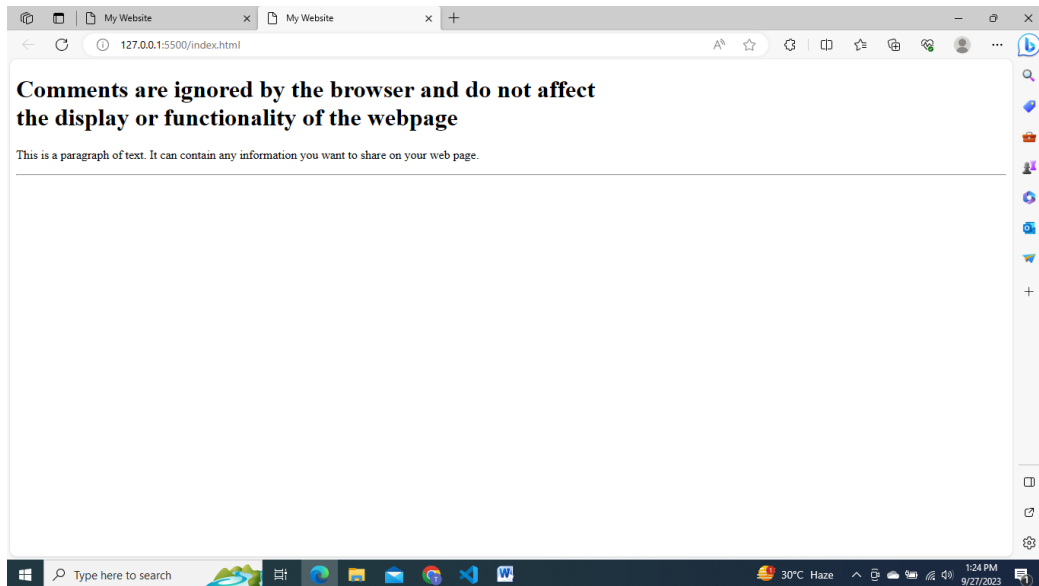 My Website
My Website
127.0.0.1:5500/index.html
Comments are ignored by the browser and do not affect
the display or functionality of the webpage
This is a paragraph of text. It can contain any information you want to share on your web page.
Type here to search
30°C Haze
1:24 PM
9/27/2023